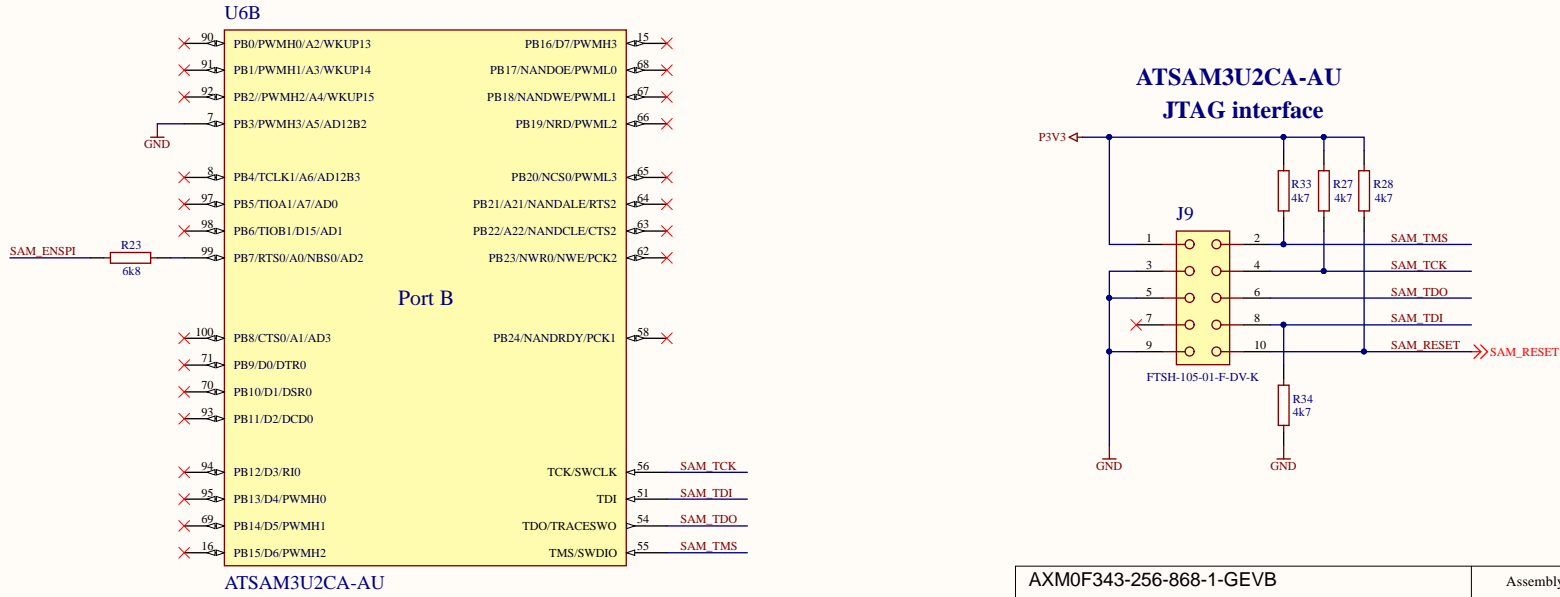 U6B
90 PB0/PWMH0/A2/WKUP13
91 PB1/PWMH1/A3/WKUP14
92 PB2//PWMH2/A4/WKUP15
7 PB3/PWMH3/A5/AD12B2
GND
8 PB4/TCLK1/A6/AD12B3
97 PB5/TIOA1/A7/AD0
98 PB6/TIOB1/D15/AD1
SAM_ENSPI R23 6k8 99 PB7/RTS0/A0/NBS0/AD2
100 PB8/CTS0/A1/AD3
71 PB9/D0/DTR0
70 PB10/D1/DSR0
93 PB11/D2/DCD0
94 PB12/D3/RI0
95 PB13/D4/PWMH0
69 PB14/D5/PWMH1
16 PB15/D6/PWMH2
Port B
PB16/D7/PWMH3 15
PB17/NANDOE/PWML0 68
PB18/NANDWE/PWML1 67
PB19/NRD/PWML2 66
PB20/NCS0/PWML3 65
PB21/A21/NANDALE/RTS2 64
PB22/A22/NANDCLE/CTS2 63
PB23/NWR0/NWE/PCK2 62
PB24/NANDRDY/PCK1 58
TCK/SWCLK 56 SAM_TCK
TDI 51 SAM_TDI
TDO/TRACESWO 54 SAM_TDO
TMS/SWDIO 55 SAM_TMS
ATSAM3U2CA-AU
ATSAM3U2CA-AU
JTAG interface
P3V3
R33 R27 R28
4k7 4k7 4k7
J9
1 2 SAM_TMS
3 4 SAM_TCK
5 6 SAM_TDO
7 8 SAM_TDI
9 10 SAM_RESET SAM_RESET
FTSH-105-01-F-DV-K
R34
4k7
GND GND
AXM0F343-256-868-1-GEVB Assembly